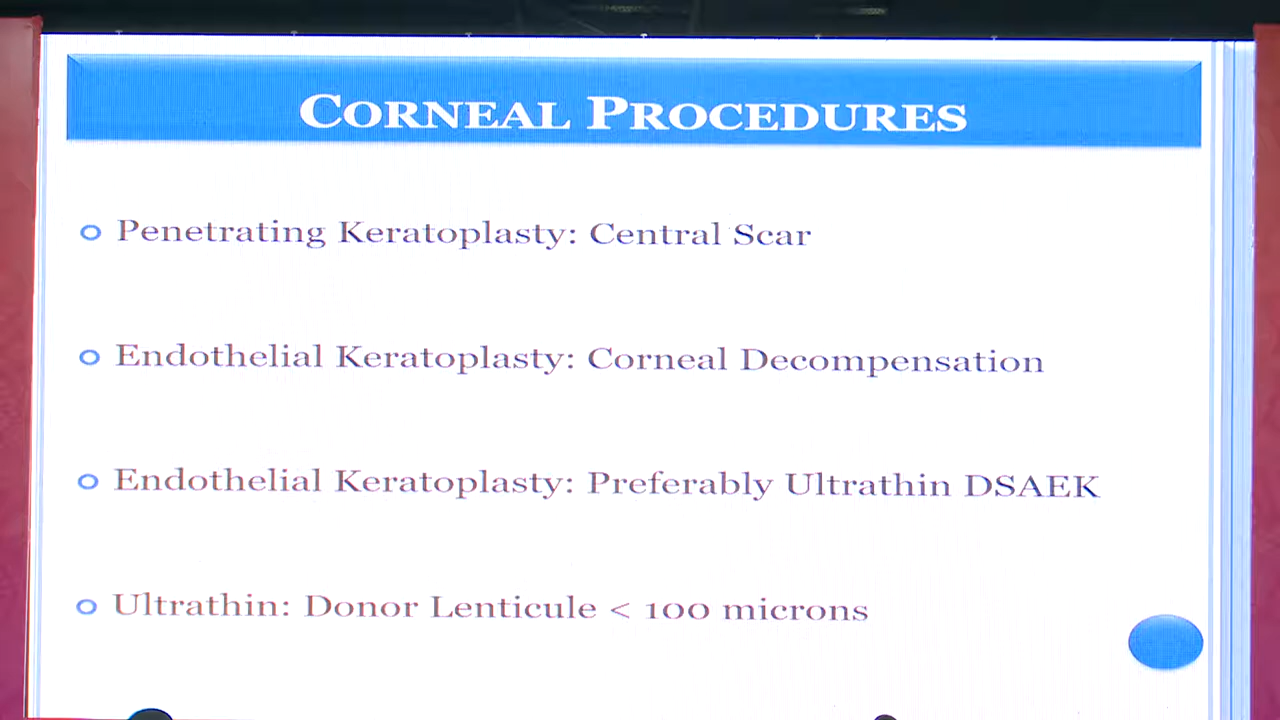 CORNEAL PROCEDURES
Penetrating Keratoplasty: Central Scar
Endothelial Keratoplasty: Corneal Decompensation
Endothelial Keratoplasty: Preferably Ultrathin DSAEK
Ultrathin: Donor Lenticule < 100 microns